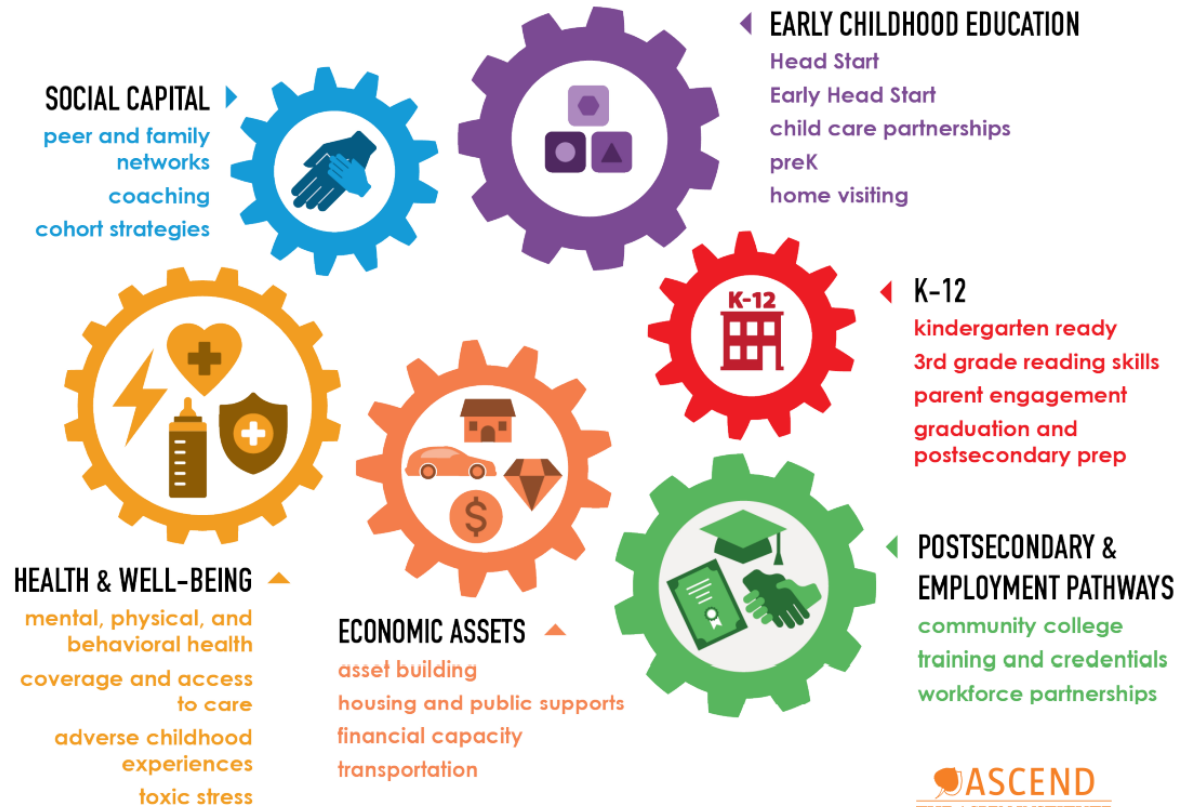 SOCIAL CAPITAL
peer and family
networks
coaching
cohort strategies
EARLY CHILDHOOD EDUCATION
Head Start
Early Head Start
child care partnerships
preK
home visiting
K-12
K-12
kindergarten ready
3rd grade reading skills
parent engagement
graduation and
postsecondary prep
HEALTH & WELL-BEING
mental, physical, and
behavioral health
coverage and access
to care
adverse childhood
experiences
toxic stress
$
ECONOMIC ASSETS
asset building
housing and public supports
financial capacity
transportation
POSTSECONDARY &
EMPLOYMENT PATHWAYS
community college
training and credentials
workforce partnerships
ASCEND